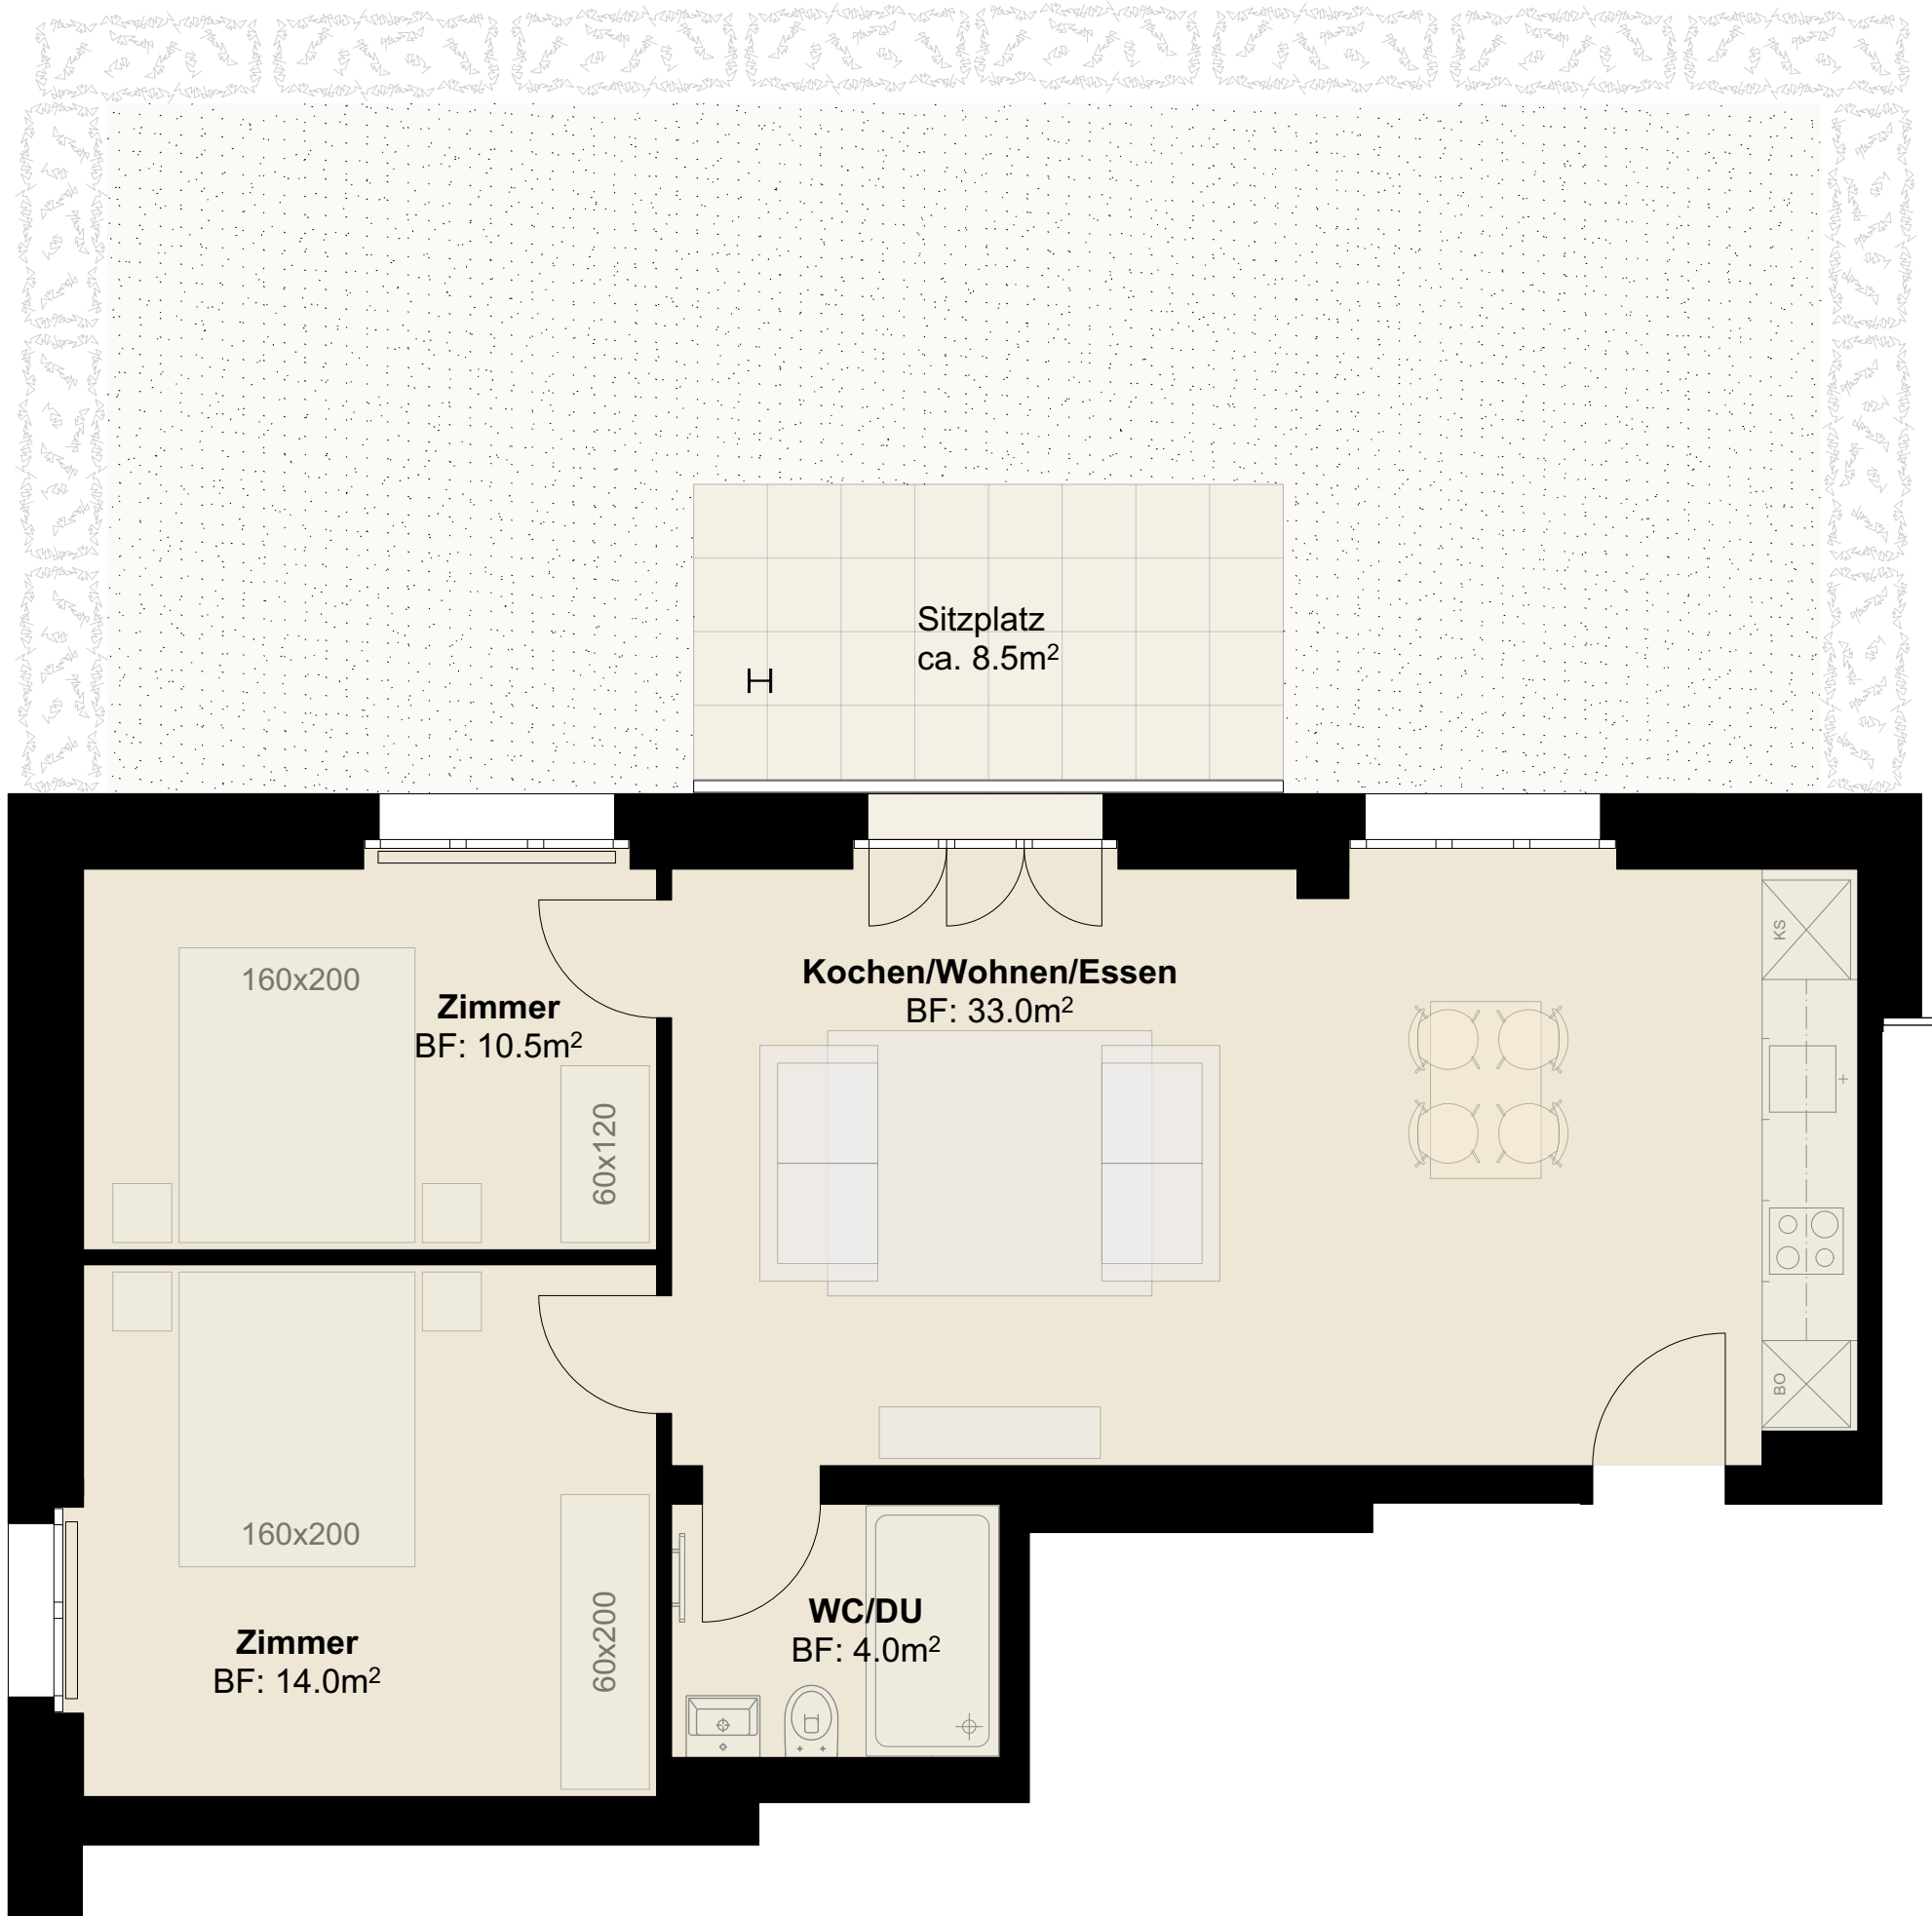 Sitzplatz
ca. 8.5m²
160x200
Zimmer
BF: 10.5m²
60x120
Kochen/Wohnen/Essen
BF: 33.0m²
KS
BO
160x200
Zimmer
BF: 14.0m²
60x200
WC/DU
BF: 4.0m²